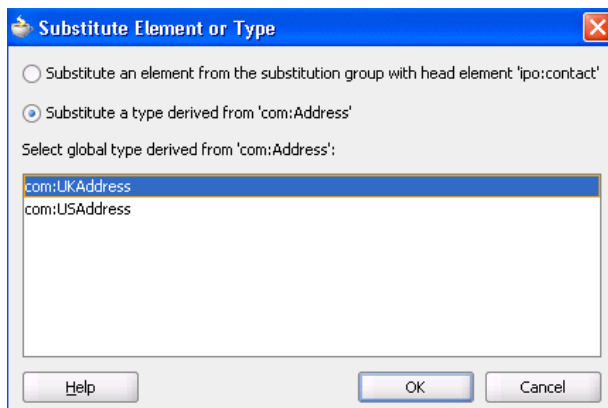 Substitute Element or Type
Substitute an element from the substitution group with head element 'ipo:contact'
Substitute a type derived from 'com:Address'
Select global type derived from 'com:Address':
com:UKAddress
com:USAddress
Help
OK
Cancel